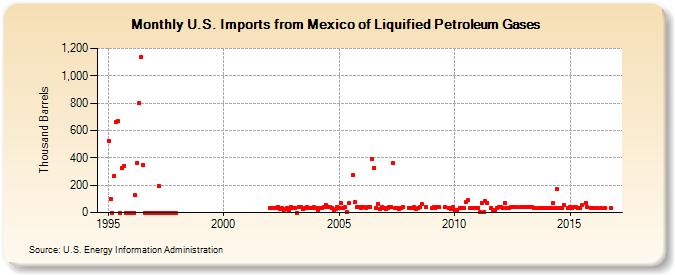 Monthly U.S. Imports from Mexico of Liquified Petroleum Gases
Thousand Barrels
1,200
1,000
800
600
400
200
0
1995 2000 2005 2010 2015
Source: U.S. Energy Information Administration